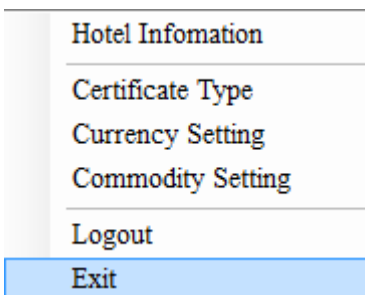 Hotel Infomation
Certificate Type
Currency Setting
Commodity Setting
Logout
Exit